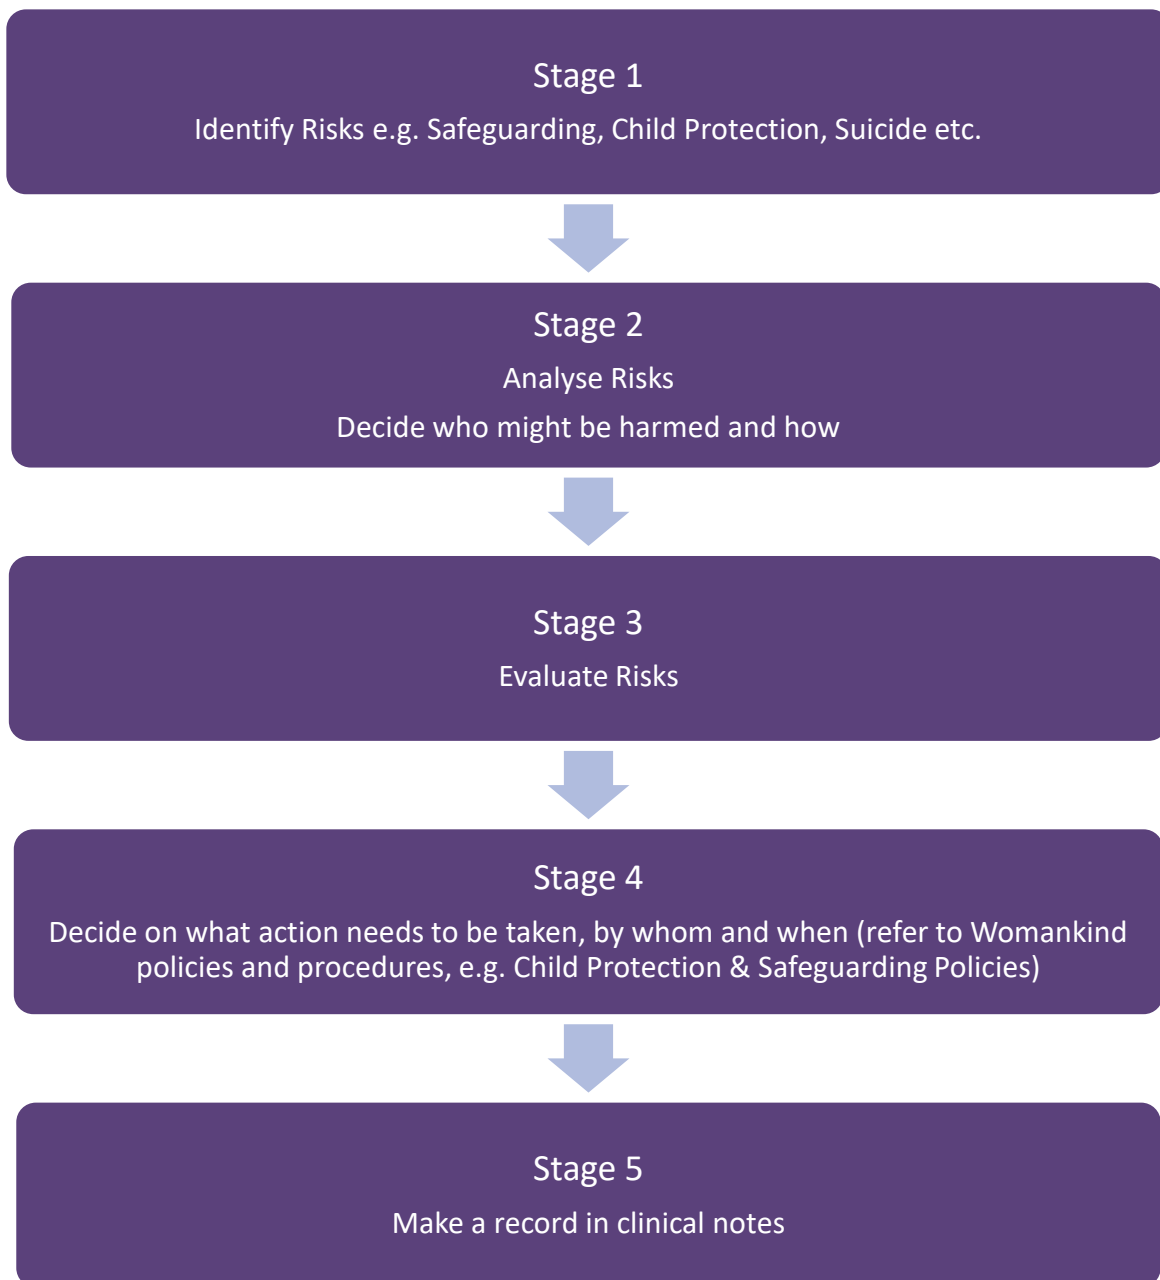 Stage 1
Identify Risks e.g. Safeguarding, Child Protection, Suicide etc.
Stage 2
Analyse Risks
Decide who might be harmed and how
Stage 3
Evaluate Risks
Stage 4
Decide on what action needs to be taken, by whom and when (refer to Womankind
policies and procedures, e.g. Child Protection & Safeguarding Policies)
Stage 5
Make a record in clinical notes